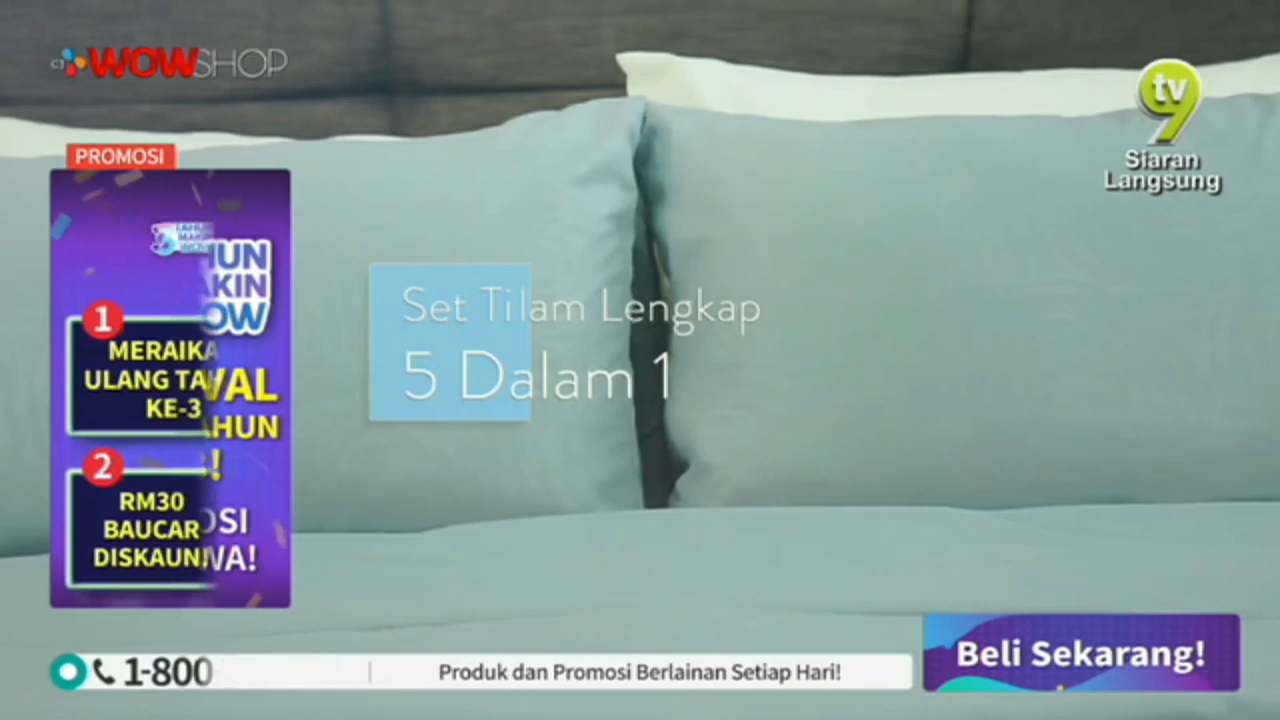 CJ WOWSHOP
tv9
Siaran
Langsung
PROMOSI
1
MERAIKA
ULANG TA
KE-3
2
RM30
BAUCAR
DISKAUN!
Set Tilam Lengkap
5 Dalam 1
1-800
Produk dan Promosi Berlainan Setiap Hari!
Beli Sekarang!